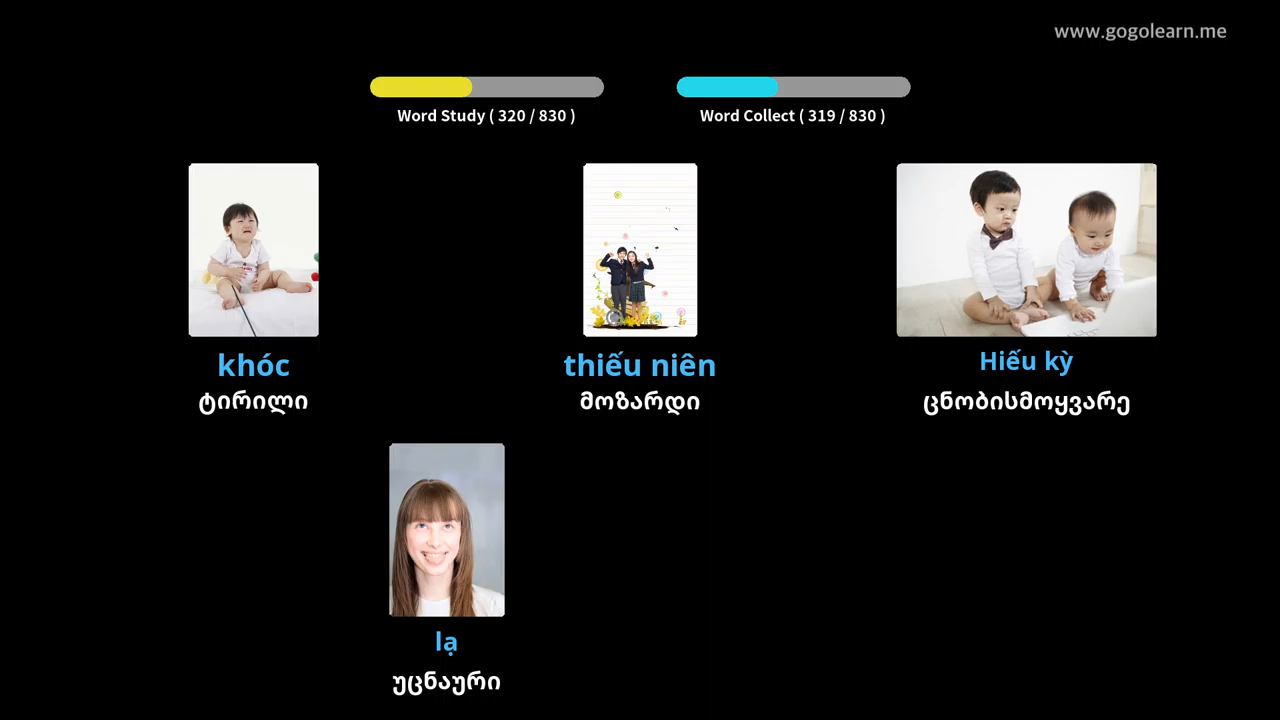 www.gogolearn.me
Word Study ( 320 / 830 )
Word Collect ( 319 / 830 )
khóc
ტირილი
thiếu niên
მოზარდი
Hiếu kỳ
ცნობისმოყვარე
lạ
უცნაური